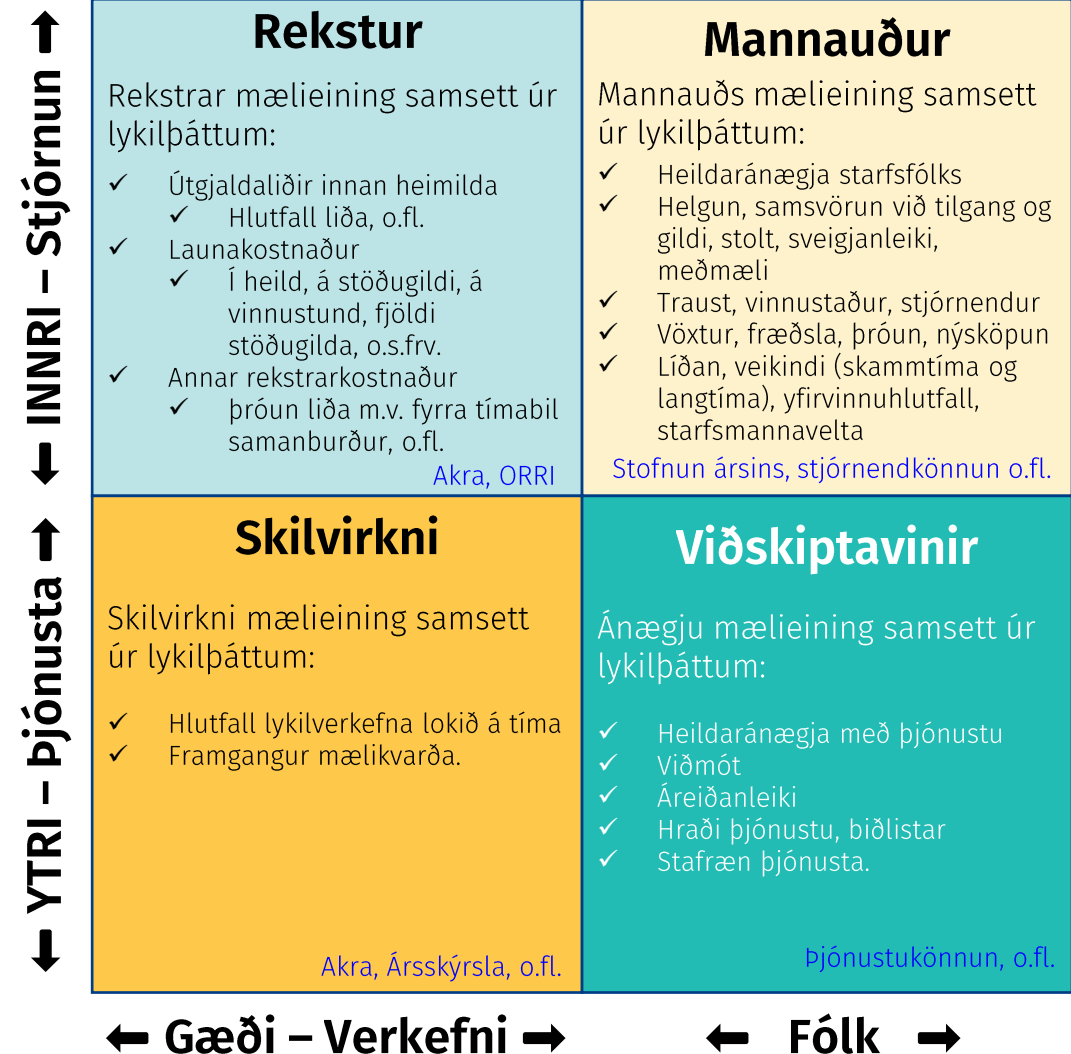 INNRI – Stjórnun
Rekstur
Rekstrar mælieining samsett úr
lykilþáttum:
Útgjaldaliðir innan heimilda
Hlutfall liða, o.fl.
Launakostnaður
Í heild, á stöðugildi, á
vinnustund, fjöldi
stöðugilda, o.s.frv.
Annar rekstrarkostnaður
þróun liða m.v. fyrra tímabil
samanburður, o.fl.
Akra, ORRI
Mannauður
Mannauðs mælieining samsett
úr lykilþáttum:
Heildaránægja starfsfólks
Helgun, samsvörun við tilgang og
gildi, stolt, sveigjanleiki,
meðmæli
Traust, vinnustaður, stjórnendur
Vöxtur, fræðsla, þróun, nýsköpun
Líðan, veikindi (skammtíma og
langtíma), yfirvinnuhlutfall,
starfsmannavelta
Stofnun ársins, stjórnendkönnun o.fl.
YTRI – Þjónusta
Skilvirkni
Skilvirkni mælieining samsett
úr lykilþáttum:
Hlutfall lykilverkefna lokið á tíma
Framgangur mælikvarða.
Akra, Ársskýrsla, o.fl.
Viðskiptavinir
Ánægju mælieining samsett úr
lykilþáttum:
Heildaránægja með þjónustu
Viðmót
Áreiðanleiki
Hraði þjónustu, biðlistar
Stafræn þjónusta.
Þjónustukönnun, o.fl.
Gæði – Verkefni
Fólk